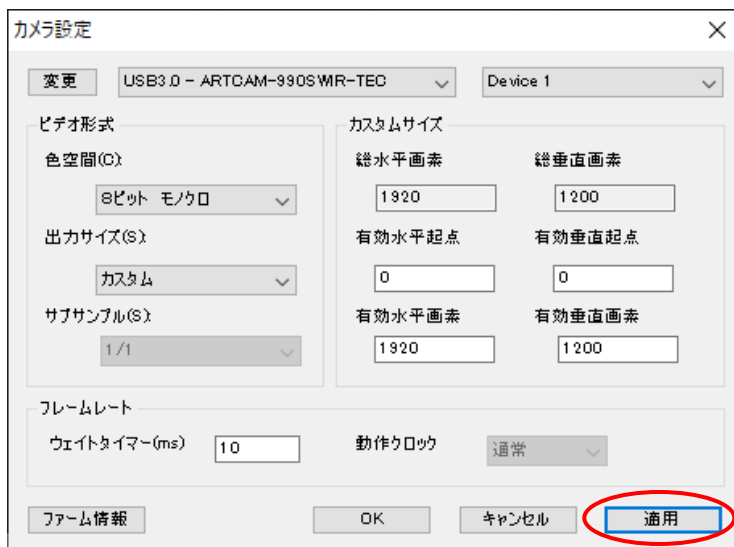 カメラ設定
変更 USB3.0 - ARTCAM-990SWIR-TEC Device 1
ビデオ形式
色空間(C):
8ビット モノクロ
出力サイズ(S):
カスタム
サブサンプル(S):
1/1
カスタムサイズ
総水平画素 総垂直画素
1920 1200
有効水平起点 有効垂直起点
0 0
有効水平画素 有効垂直画素
1920 1200
フレームレート
ウェイトタイマー(ms) 10 動作クロック 通常
ファーム情報 OK キャンセル 適用